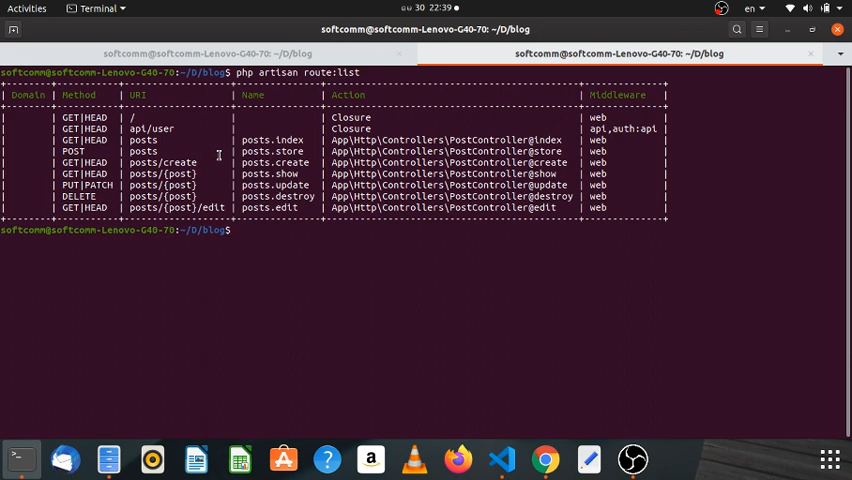 Activities Terminal გუ 30 22:39 en
softcomm@softcomm-Lenovo-G40-70: ~/D/blog
softcomm@softcomm-Lenovo-G40-70: ~/D/blog × softcomm@softcomm-Lenovo-G40-70: ~/D/blog ×
softcomm@softcomm-Lenovo-G40-70:~/D/blog$ php artisan route:list
+--------+-----------+-------------------+---------------+---------------------------------------------+--------------+
| Domain | Method | URI | Name | Action | Middleware |
+--------+-----------+-------------------+---------------+---------------------------------------------+--------------+
| | GET|HEAD | / | | Closure | web |
| | GET|HEAD | api/user | | Closure | api,auth:api |
| | GET|HEAD | posts | posts.index | App\Http\Controllers\PostController@index | web |
| | POST | posts | posts.store | App\Http\Controllers\PostController@store | web |
| | GET|HEAD | posts/create | posts.create | App\Http\Controllers\PostController@create | web |
| | GET|HEAD | posts/{post} | posts.show | App\Http\Controllers\PostController@show | web |
| | PUT|PATCH | posts/{post} | posts.update | App\Http\Controllers\PostController@update | web |
| | DELETE | posts/{post} | posts.destroy | App\Http\Controllers\PostController@destroy | web |
| | GET|HEAD | posts/{post}/edit | posts.edit | App\Http\Controllers\PostController@edit | web |
+--------+-----------+-------------------+---------------+---------------------------------------------+--------------+
softcomm@softcomm-Lenovo-G40-70:~/D/blog$